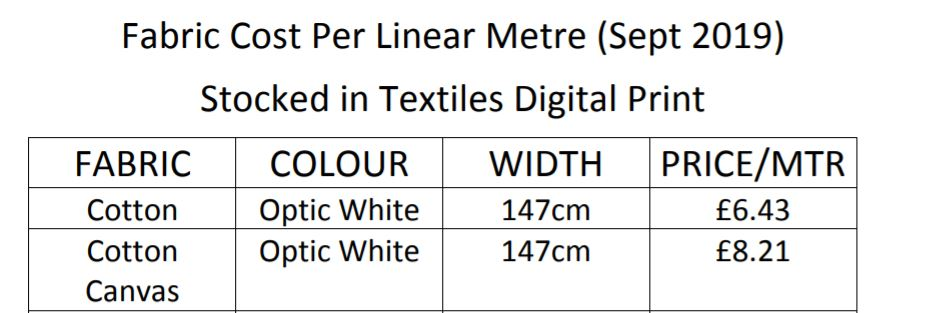 Fabric Cost Per Linear Metre (Sept 2019)
Stocked in Textiles Digital Print
FABRIC COLOUR WIDTH PRICE/MTR
Cotton Optic White 147cm £6.43
Cotton Optic White 147cm £8.21
Canvas